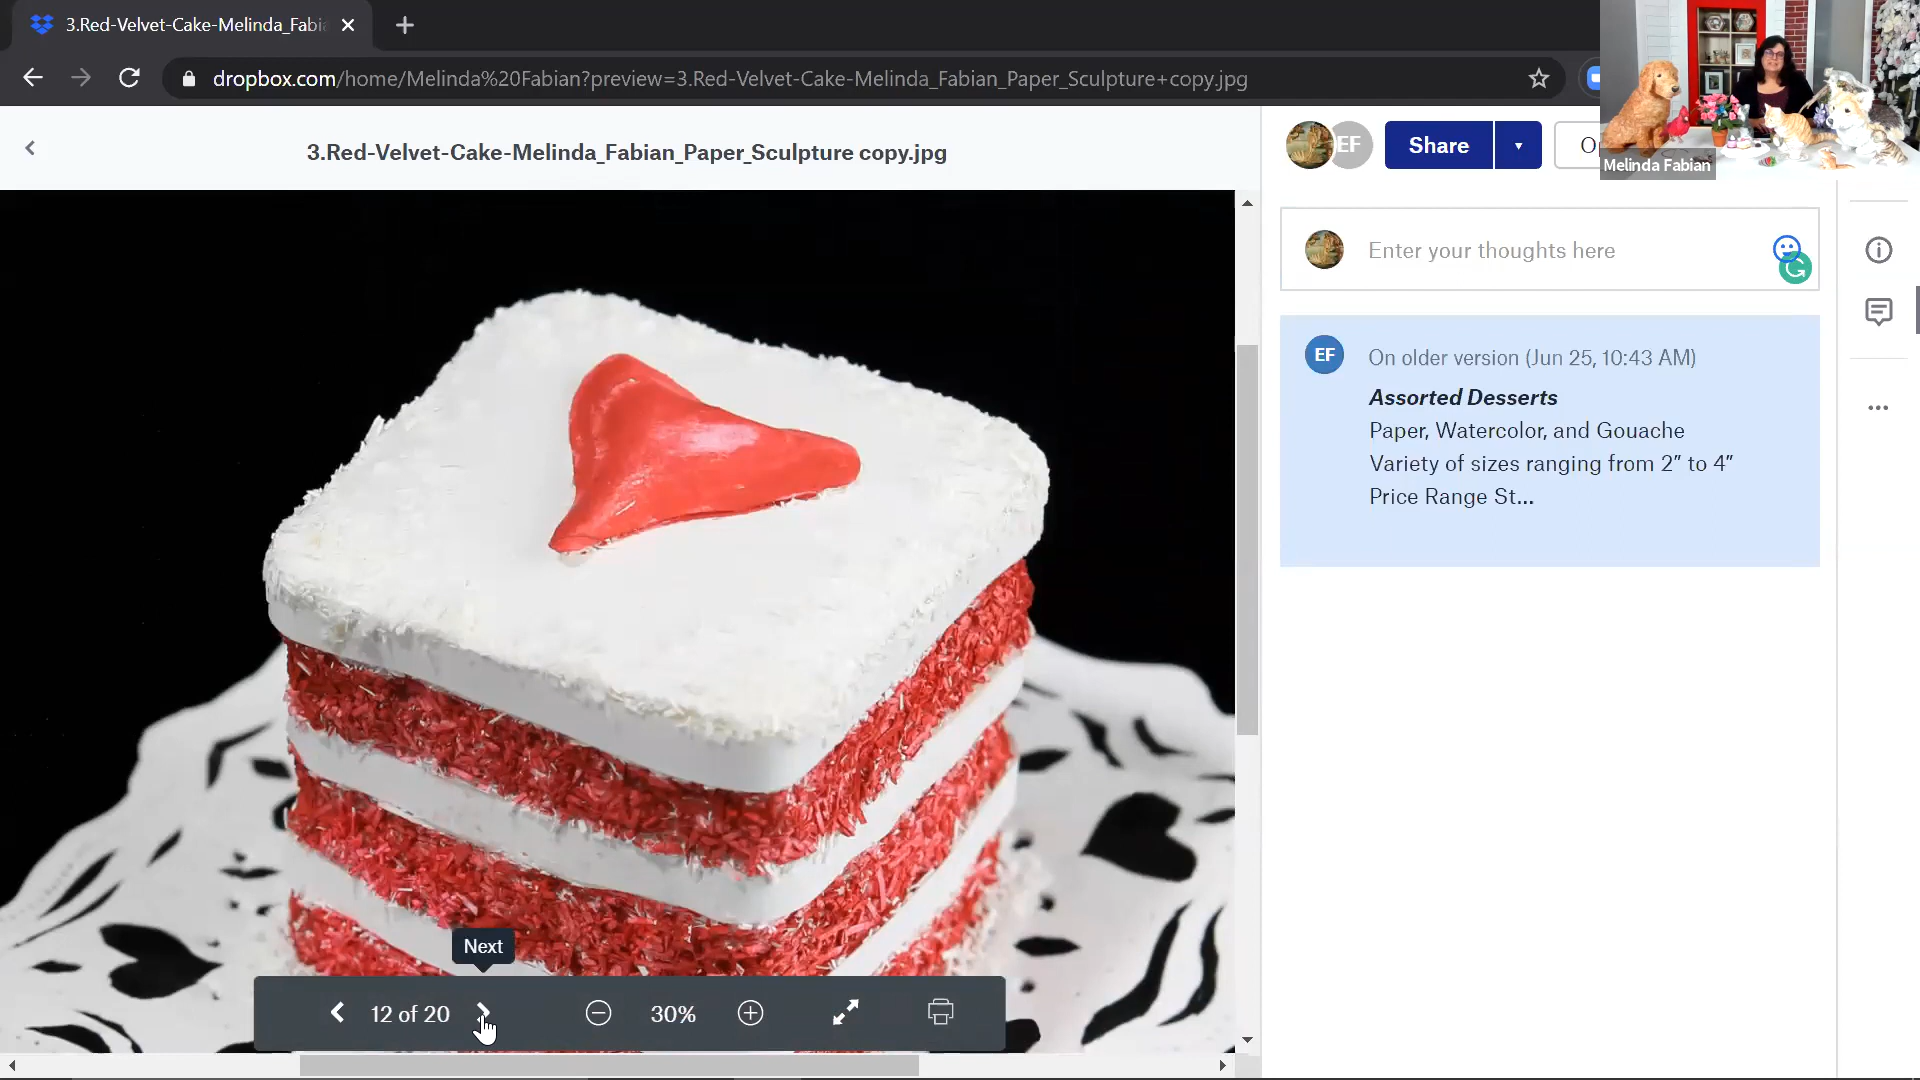 3.Red-Velvet-Cake-Melinda_Fabi
dropbox.com/home/Melinda%20Fabian?preview=3.Red-Velvet-Cake-Melinda_Fabian_Paper_Sculpture+copy.jpg
3.Red-Velvet-Cake-Melinda_Fabian_Paper_Sculpture copy.jpg
EF
Share
Melinda Fabian
Enter your thoughts here
EF
On older version (Jun 25, 10:43 AM)
Assorted Desserts
Paper, Watercolor, and Gouache
Variety of sizes ranging from 2” to 4”
Price Range St...
Next
12 of 20
30%